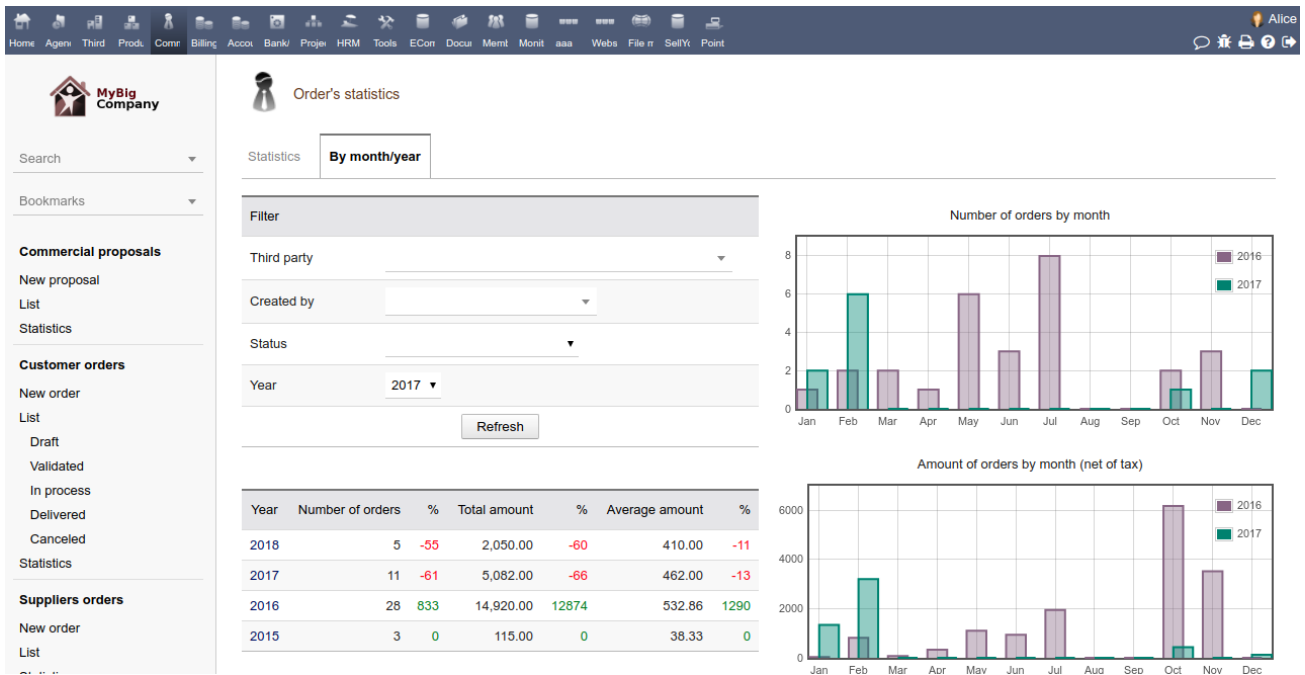 Home Agen Third Produ Comr Billing Accou Bank/ Projec HRM Tools ECon Docur Memb Monit aaa Webs File m SellYo Point
Alice
MyBig
Company
Search
Bookmarks
Commercial proposals
New proposal
List
Statistics
Customer orders
New order
List
Draft
Validated
In process
Delivered
Canceled
Statistics
Suppliers orders
New order
List
Order's statistics
Statistics By month/year
Filter
Third party
Created by
Status
Year 2017
Refresh
Year Number of orders % Total amount % Average amount %
2018 5 -55 2,050.00 -60 410.00 -11
2017 11 -61 5,082.00 -66 462.00 -13
2016 28 833 14,920.00 12874 532.86 1290
2015 3 0 115.00 0 38.33 0
Number of orders by month
8
6
4
2
0
2016
2017
Jan Feb Mar Apr May Jun Jul Aug Sep Oct Nov Dec
Amount of orders by month (net of tax)
6000
4000
2000
0
2016
2017
Jan Feb Mar Apr May Jun Jul Aug Sep Oct Nov Dec